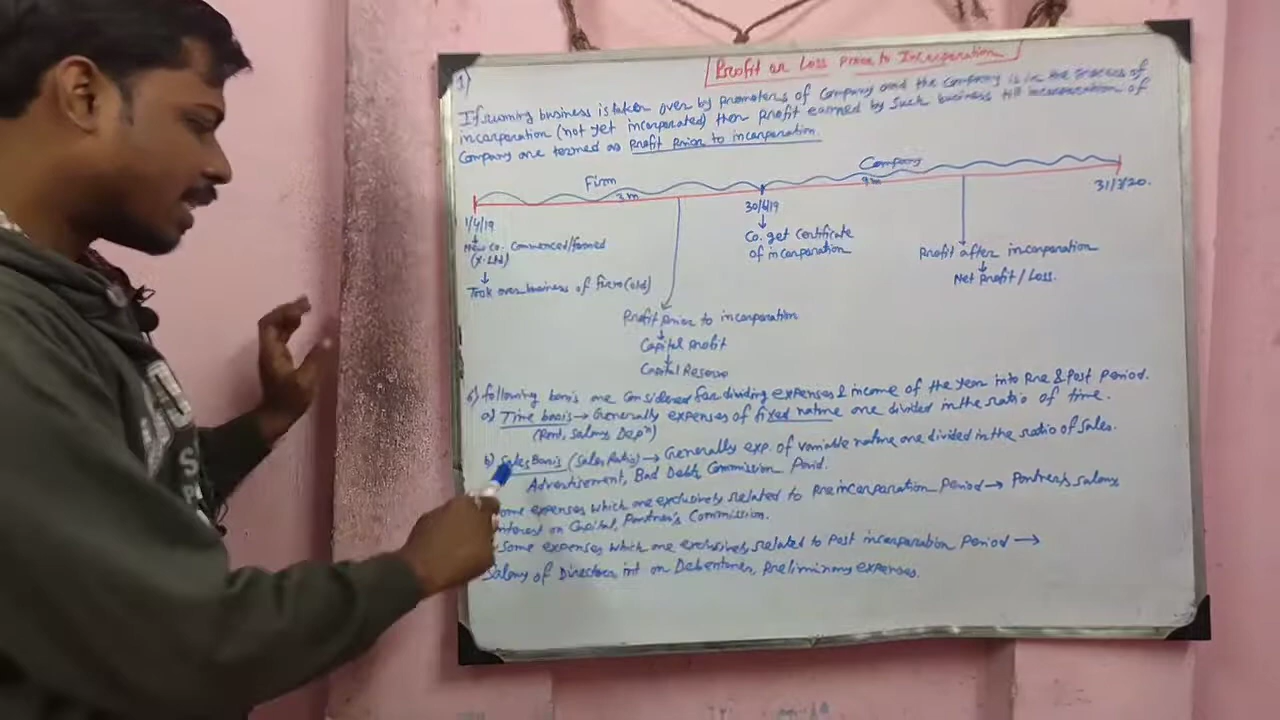 Profit or Loss Prior to Incorporation
1)
If running business is taken over by promoters of Company and the Company is in the process of
incorporation (not yet incorporated) then profit earned by such business till incorporation of
Company are termed as Profit prior to incorporation.
Firm
Company
3m
9m
1/4/19
30/6/19
31/3/20.
New Co. Commenced/formed
(X. Ltd)
Co. get Certificate
of incorporation
Profit after incorporation
Net Profit / Loss.
Took over business of firm (old)
Profit prior to incorporation
Capital Profit
Capital Reserve
following basis are Considered for dividing expenses & income of the year into Pre & Post Period.
a) Time basis → Generally expenses of fixed nature are divided in the ratio of time.
(Rent, Salary Depⁿ)
b) Sales Basis (Sales Ratio) → Generally exp. of variable nature are divided in the ratio of Sales.
Advertisement, Bad Debts Commission Paid.
some expenses which are exclusively related to Preincorporation Period → Partner's salary
interest on Capital, Partner's Commission.
Some expenses which are exclusively related to Post incorporation Period →
Salary of Directors int on Debentures, Preliminary expenses.